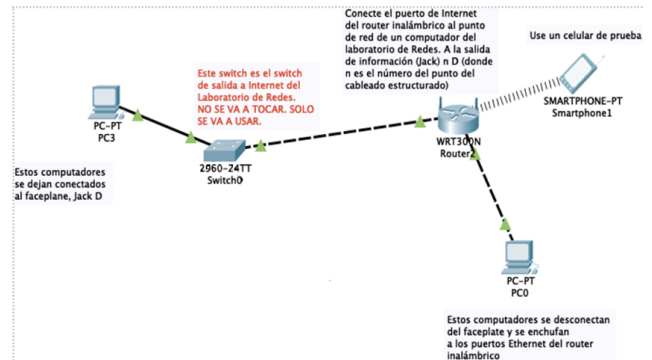 Conecte el puerto de Internet
del router inalámbrico al punto
de red de un computador del
laboratorio de Redes. A la salida
de información (Jack) n D (donde
n es el número del punto del
cableado estructurado)
Use un celular de prueba
Este switch es el switch
de salida a Internet del
Laboratorio de Redes.
NO SE VA A TOCAR. SOLO
SE VA A USAR.
SMARTPHONE-PT
Smartphone1
PC-PT
PC3
WRT300N
Router2
2960-24TT
Switch0
Estos computadores
se dejan conectados
al faceplane, Jack D
PC-PT
PC0
Estos computadores se desconectan
del faceplate y se enchufan
a los puertos Ethernet del router
inalámbrico